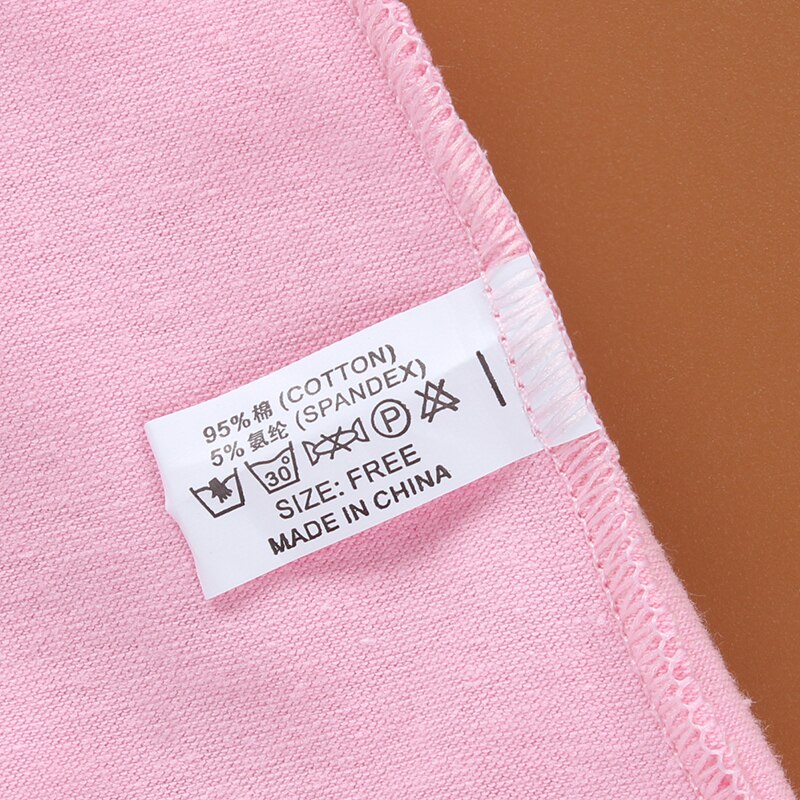 95%棉 (COTTON)
5% 氨纶 (SPANDEX)
30 P
SIZE: FREE
MADE IN CHINA